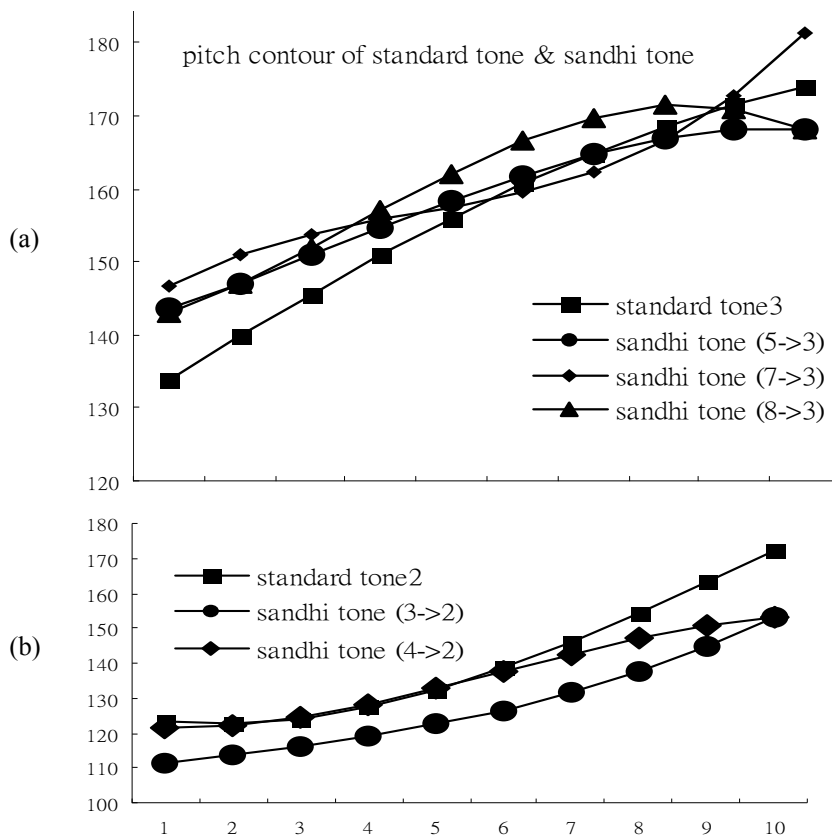 180
pitch contour of standard tone & sandhi tone
170
160
150
(a)
140
standard tone3
sandhi tone (5->3)
130
sandhi tone (7->3)
sandhi tone (8->3)
120
180
170
standard tone2
160
sandhi tone (3->2)
150
(b)
sandhi tone (4->2)
140
130
120
110
100
1 2 3 4 5 6 7 8 9 10